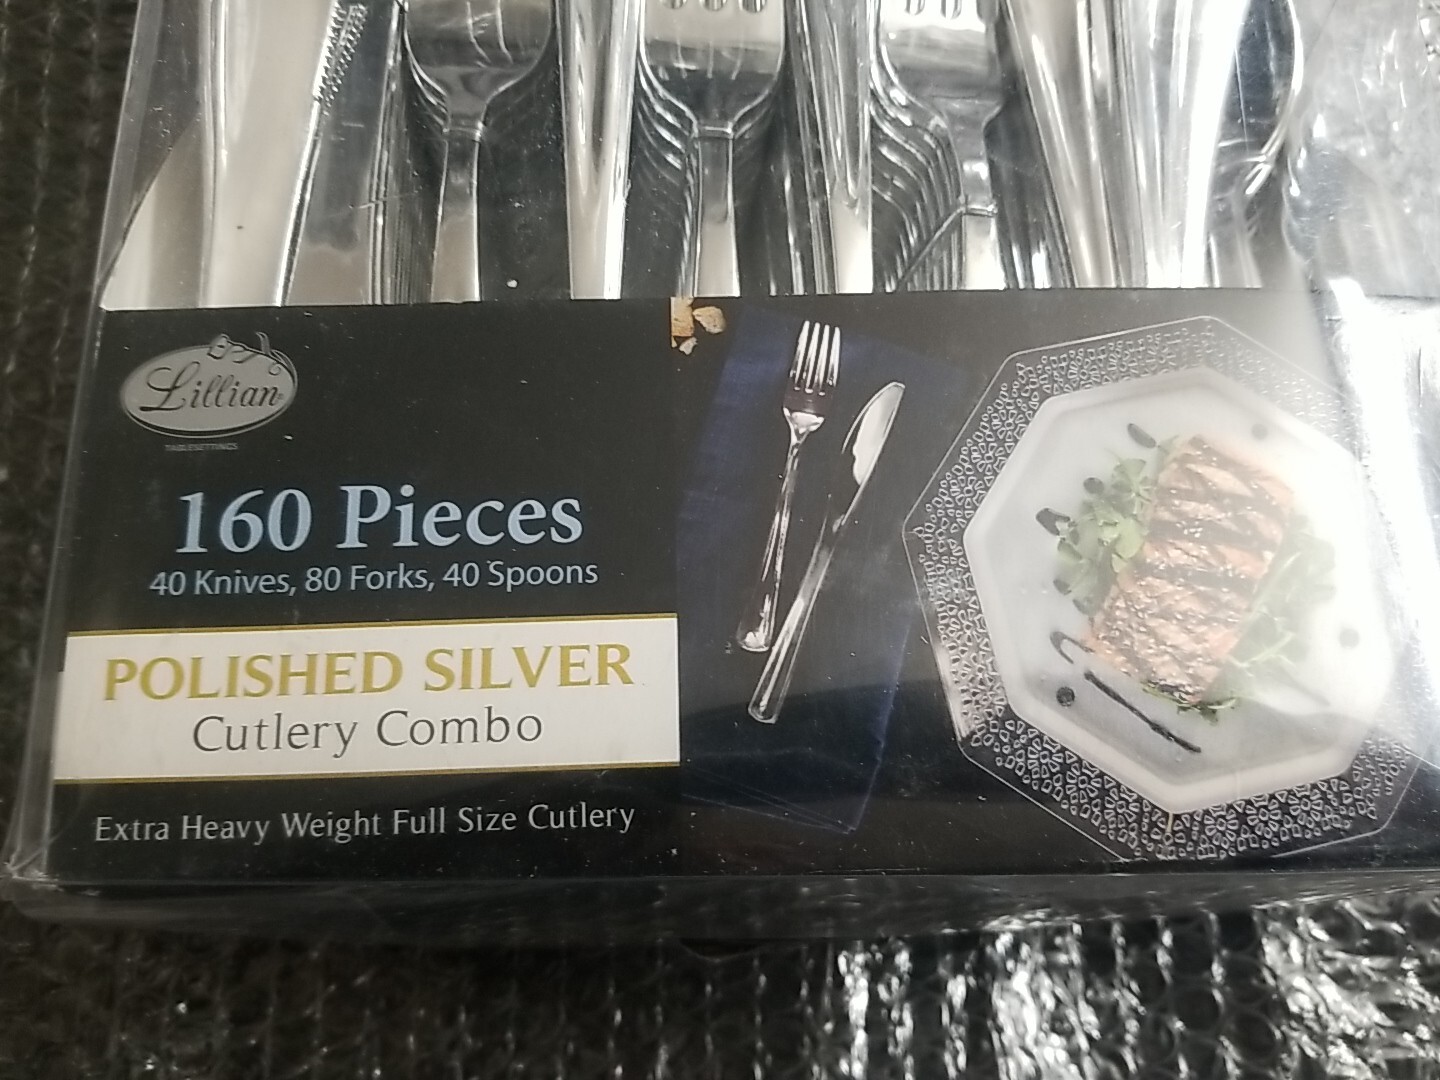 Lillian
TABLESETTINGS
160 Pieces
40 Knives, 80 Forks, 40 Spoons
POLISHED SILVER
Cutlery Combo
Extra Heavy Weight Full Size Cutlery